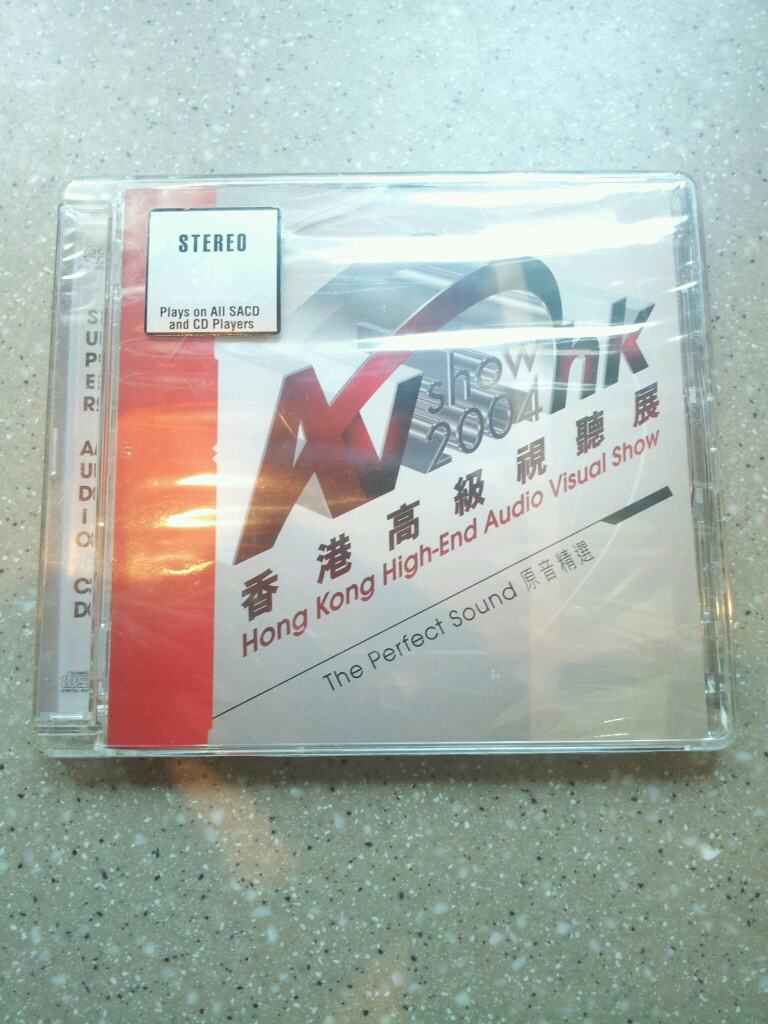 STEREO
Plays on All SACD
and CD Players
SUPER AUDIO CD
AV show 2004 hk
香港高級視聽展
Hong Kong High-End Audio Visual Show
The Perfect Sound 原音精選